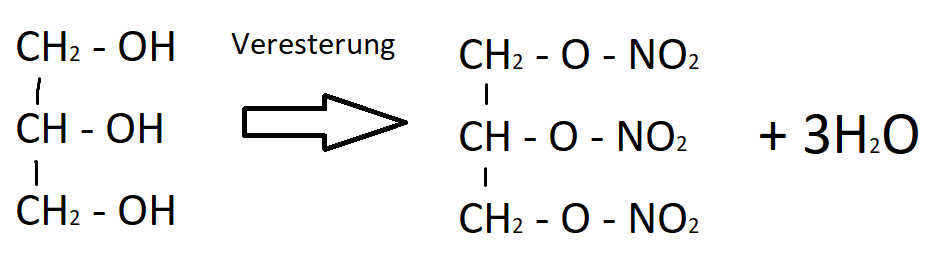 CH₂ - OH
CH - OH
CH₂ - OH
Veresterung
CH₂ - O - NO₂
CH - O - NO₂
CH₂ - O - NO₂
+ 3H₂O